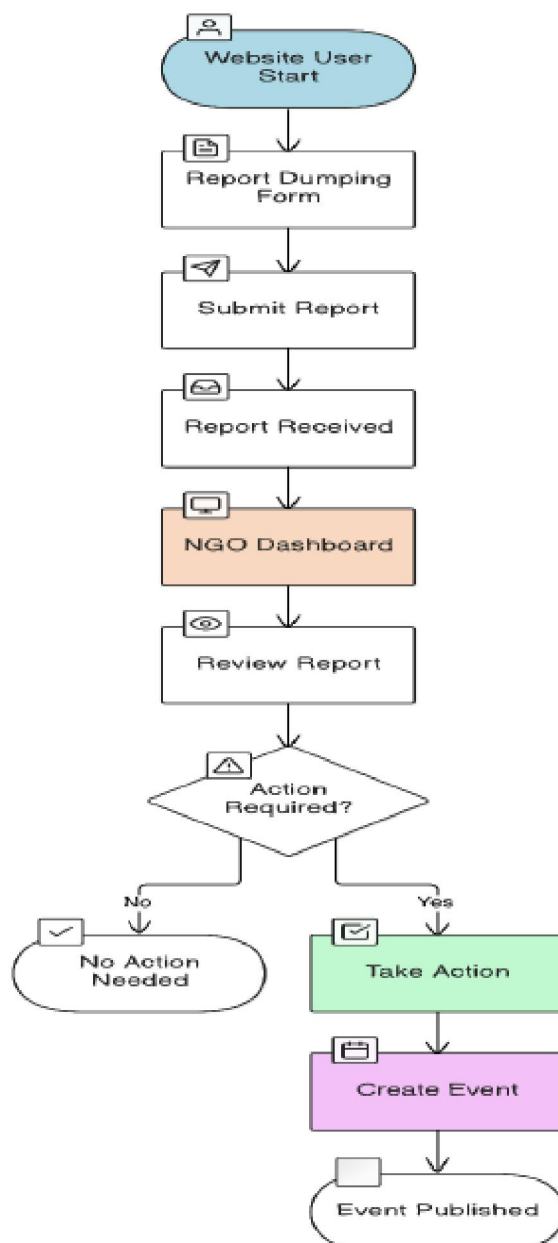 Website User
Start
Report Dumping
Form
Submit Report
Report Received
NGO Dashboard
Review Report
Action
Required?
No
Yes
No Action
Needed
Take Action
Create Event
Event Published